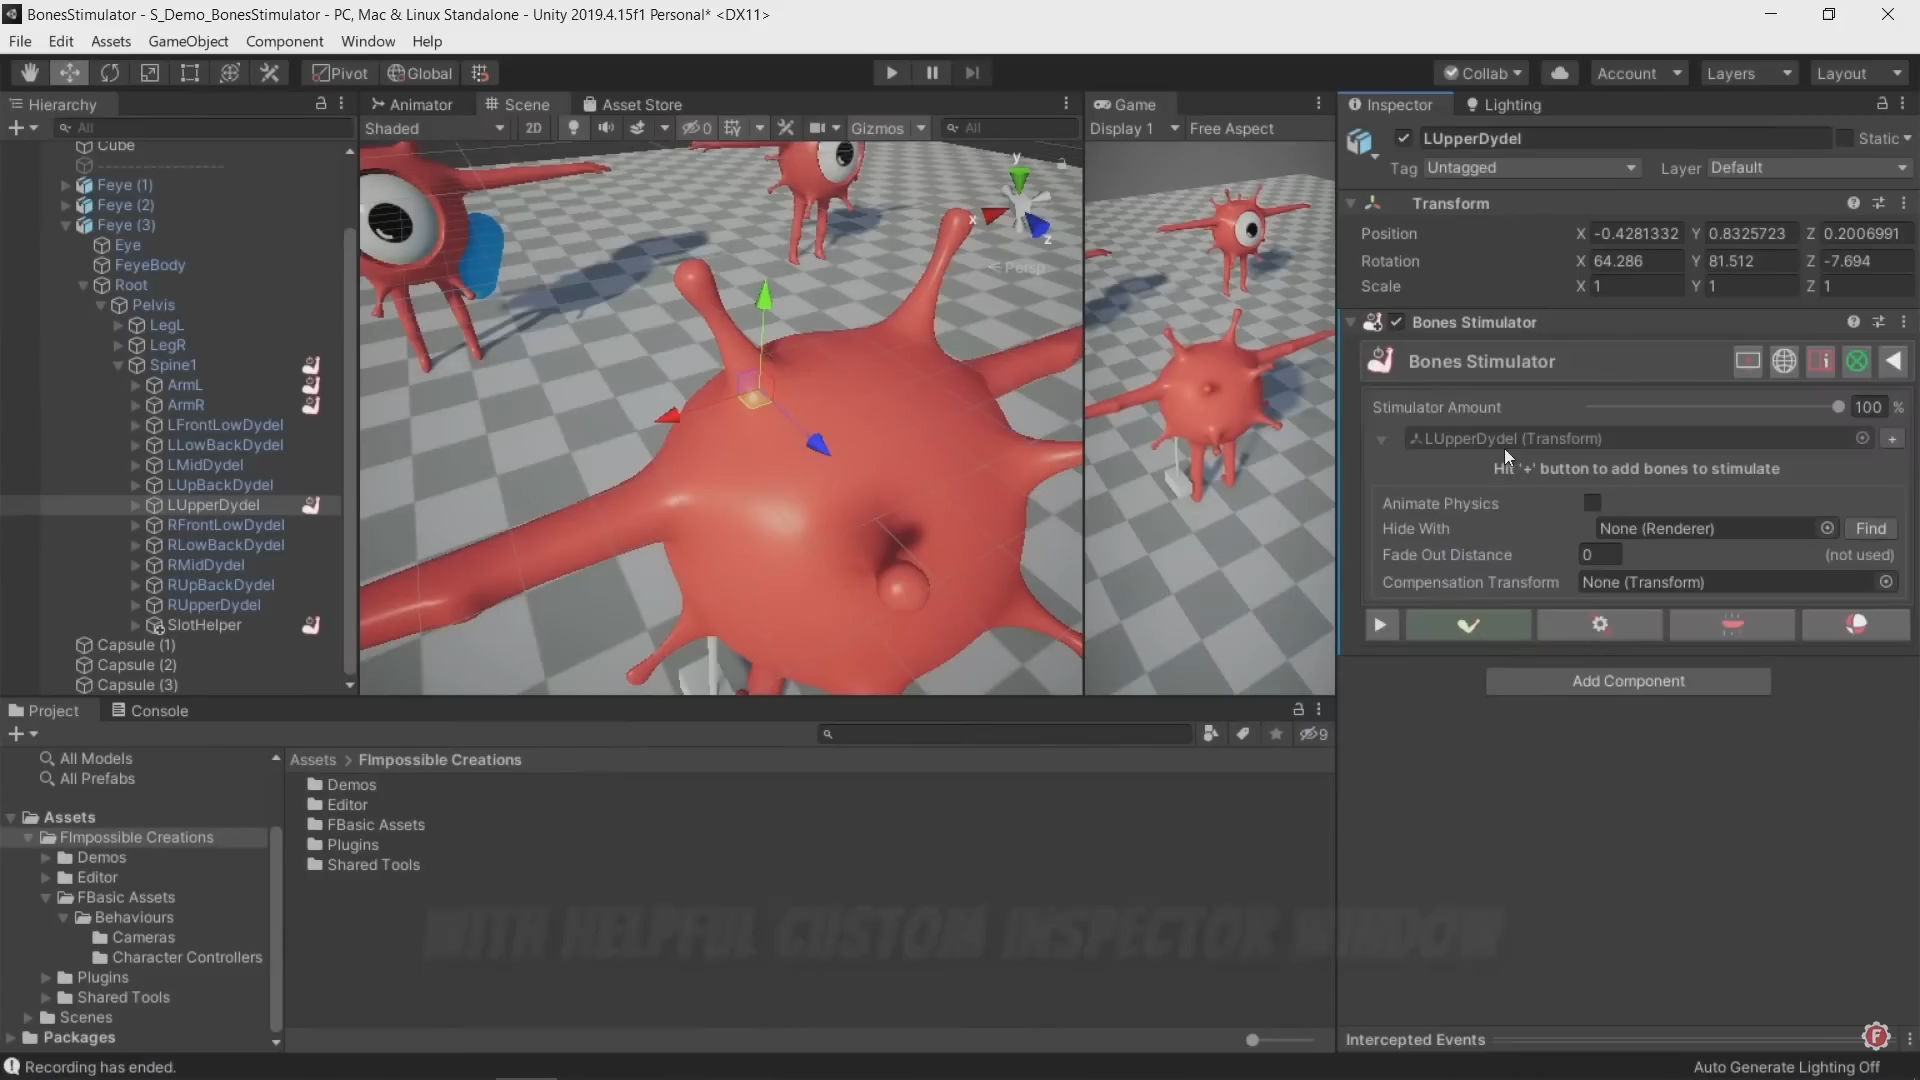 BonesStimulator - S_Demo_BonesStimulator - PC, Mac & Linux Standalone - Unity 2019.4.15f1 Personal* <DX11>
File Edit Assets GameObject Component Window Help
Pivot Global Collab Account Layers Layout
Hierarchy
All
Cube
--------------------
Feye (1)
Feye (2)
Feye (3)
Eye
FeyeBody
Root
Pelvis
LegL
LegR
Spine1
ArmL
ArmR
LFrontLowDydel
LLowBackDydel
LMidDydel
LUpBackDydel
LUpperDydel
RFrontLowDydel
RLowBackDydel
RMidDydel
RUpBackDydel
RUpperDydel
SlotHelper
Capsule (1)
Capsule (2)
Capsule (3)
Animator Scene Asset Store
Shaded 2D 0 Gizmos All
y
x
z
< Persp
Game
Display 1 Free Aspect
Inspector Lighting
LUpperDydel Static
Tag Untagged Layer Default
Transform
Position X -0.4281332 Y 0.8325723 Z 0.2006991
Rotation X 64.286 Y 81.512 Z -7.694
Scale X 1 Y 1 Z 1
Bones Stimulator
Bones Stimulator
Stimulator Amount 100 %
LUpperDydel (Transform) +
Hit '+' button to add bones to stimulate
Animate Physics
Hide With None (Renderer) Find
Fade Out Distance 0 (not used)
Compensation Transform None (Transform)
Add Component
Project Console
9
All Models
All Prefabs
Assets
FImpossible Creations
Demos
Editor
FBasic Assets
Behaviours
Cameras
Character Controllers
Plugins
Shared Tools
Scenes
Packages
Assets > FImpossible Creations
Demos
Editor
FBasic Assets
Plugins
Shared Tools
WITH HELPFUL CUSTOM INSPECTOR WINDOW
Intercepted Events
F
Recording has ended.
Auto Generate Lighting Off